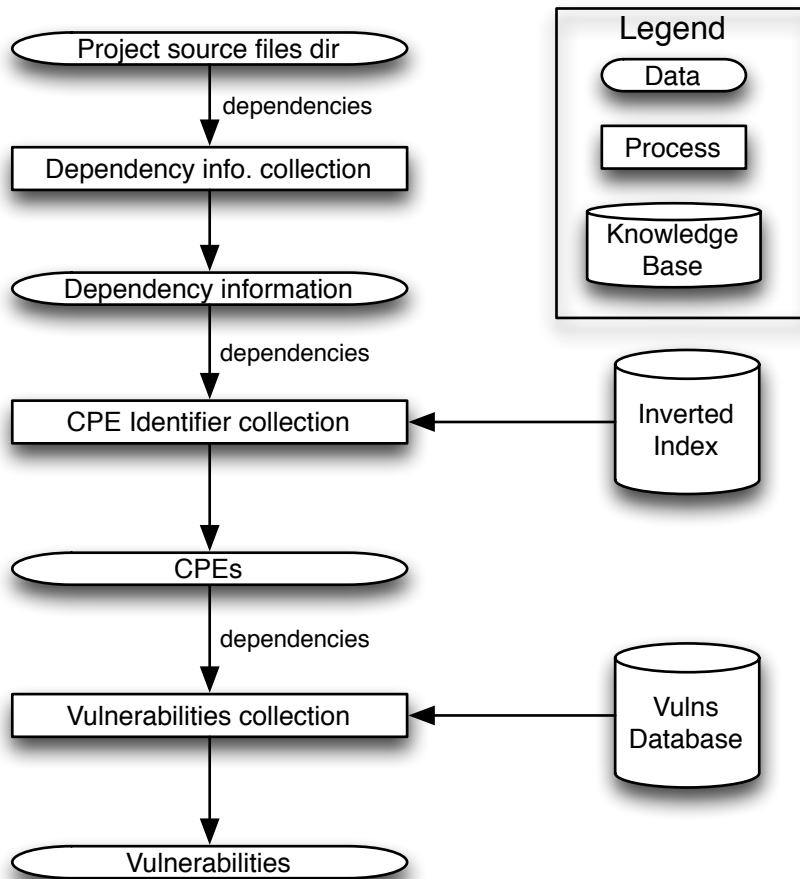 Project source files dir
dependencies
Dependency info. collection
Dependency information
dependencies
CPE Identifier collection
CPEs
dependencies
Vulnerabilities collection
Vulnerabilities
Legend
Data
Process
Knowledge
Base
Inverted
Index
Vulns
Database